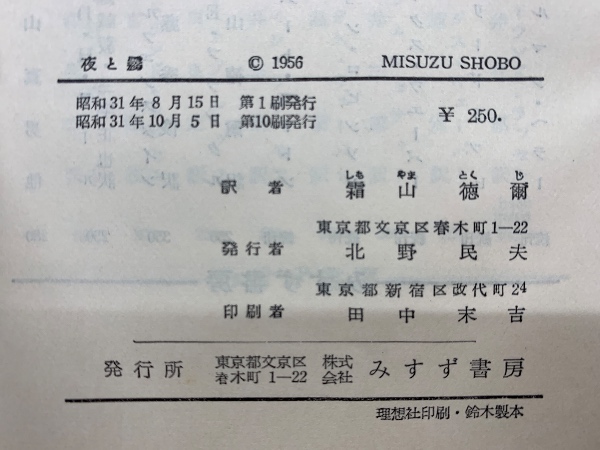 夜と霧 © 1956 MISUZU SHOBO
昭和31年8月15日 第1刷発行
昭和31年10月5日 第10刷発行
¥ 250.
しも やま とく じ
訳者 霜山徳爾
東京都文京区春木町1―22
発行者 北野民夫
東京都新宿区改代町24
印刷者 田中末吉
発行所 東京都文京区春木町1―22 株式会社 みすず書房
理想社印刷・鈴木製本